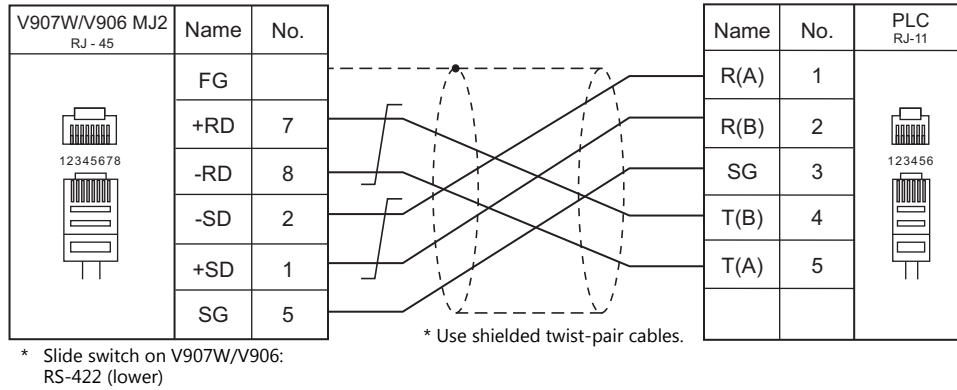 V907W/V906 MJ2
RJ - 45
Name No.
FG
+RD 7
-RD 8
-SD 2
+SD 1
SG 5
12345678
Name No.
PLC
RJ-11
R(A) 1
R(B) 2
SG 3
T(B) 4
T(A) 5
123456
* Use shielded twist-pair cables.
* Slide switch on V907W/V906:
RS-422 (lower)